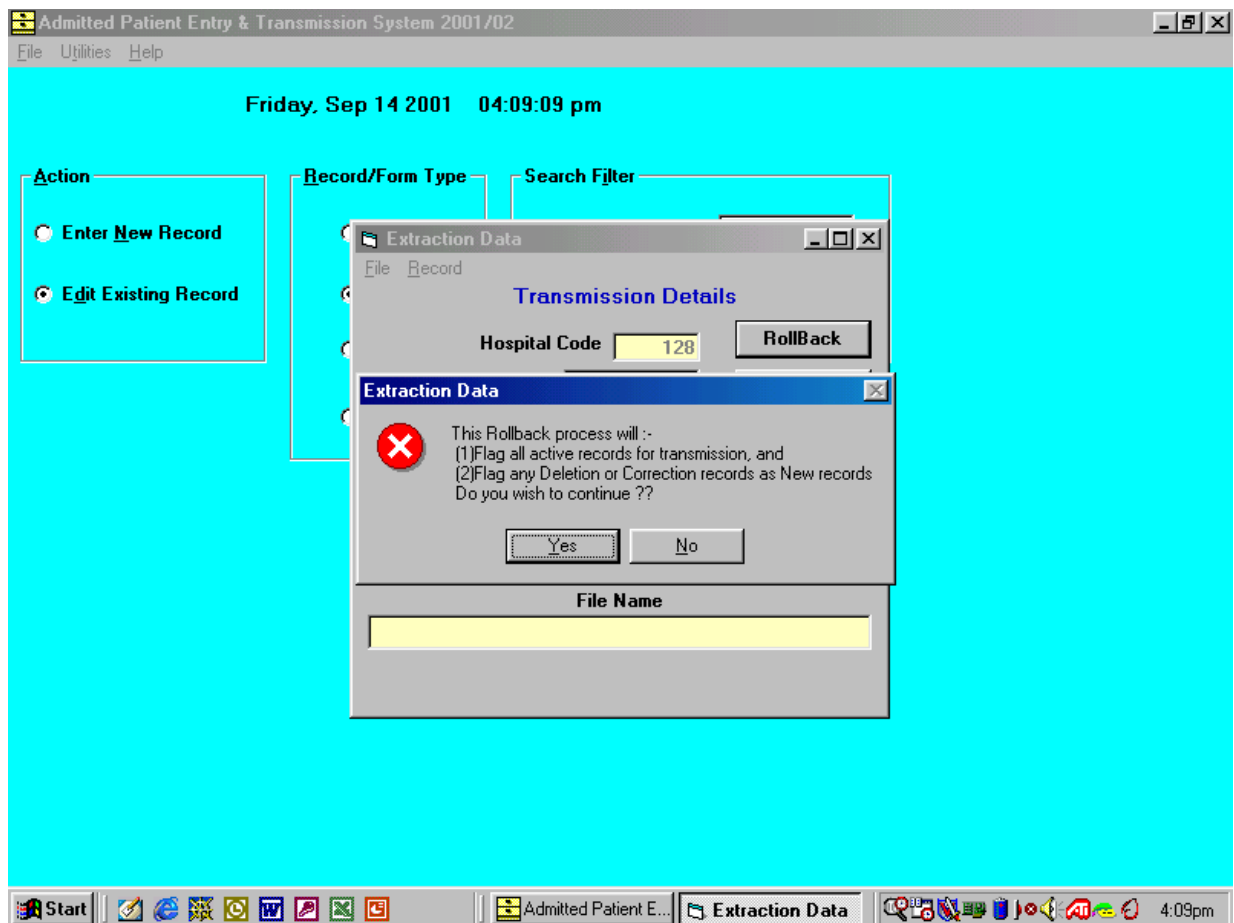 Admitted Patient Entry & Transmission System 2001/02
File Utilities Help
Friday, Sep 14 2001 04:09:09 pm
Action
Record/Form Type
Search Filter
Enter New Record
Edit Existing Record
Extraction Data
File Record
Transmission Details
Hospital Code 128
RollBack
Extraction Data
This Rollback process will :-
(1)Flag all active records for transmission, and
(2)Flag any Deletion or Correction records as New records
Do you wish to continue ??
Yes No
File Name
Start Admitted Patient E... Extraction Data 4:09pm